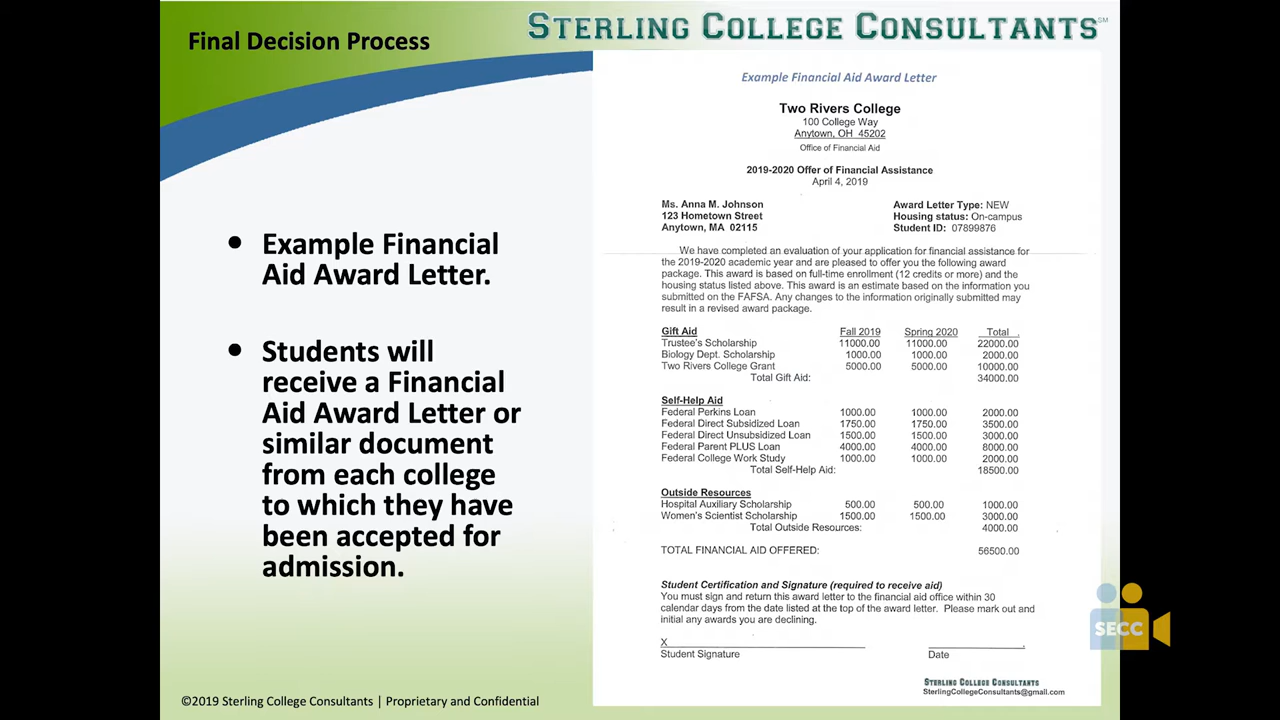 Final Decision Process
STERLING COLLEGE CONSULTANTS℠
• Example Financial
Aid Award Letter.
• Students will
receive a Financial
Aid Award Letter or
similar document
from each college
to which they have
been accepted for
admission.
Example Financial Aid Award Letter
Two Rivers College
100 College Way
Anytown, OH 45202
Office of Financial Aid
2019-2020 Offer of Financial Assistance
April 4, 2019
Ms. Anna M. Johnson Award Letter Type: NEW
123 Hometown Street Housing status: On-campus
Anytown, MA 02115 Student ID: 07899876
We have completed an evaluation of your application for financial assistance for
the 2019-2020 academic year and are pleased to offer you the following award
package. This award is based on full-time enrollment (12 credits or more) and the
housing status listed above. This award is an estimate based on the information you
submitted on the FAFSA. Any changes to the information originally submitted may
result in a revised award package.
Gift Aid Fall 2019 Spring 2020 Total
Trustee's Scholarship 11000.00 11000.00 22000.00
Biology Dept. Scholarship 1000.00 1000.00 2000.00
Two Rivers College Grant 5000.00 5000.00 10000.00
Total Gift Aid: 34000.00
Self-Help Aid
Federal Perkins Loan 1000.00 1000.00 2000.00
Federal Direct Subsidized Loan 1750.00 1750.00 3500.00
Federal Direct Unsubsidized Loan 1500.00 1500.00 3000.00
Federal Parent PLUS Loan 4000.00 4000.00 8000.00
Federal College Work Study 1000.00 1000.00 2000.00
Total Self-Help Aid: 18500.00
Outside Resources
Hospital Auxiliary Scholarship 500.00 500.00 1000.00
Women's Scientist Scholarship 1500.00 1500.00 3000.00
Total Outside Resources: 4000.00
TOTAL FINANCIAL AID OFFERED: 56500.00
Student Certification and Signature (required to receive aid)
You must sign and return this award letter to the financial aid office within 30
calendar days from the date listed at the top of the award letter. Please mark out and
initial any awards you are declining.
X
Student Signature Date
STERLING COLLEGE CONSULTANTS
SterlingCollegeConsultants@gmail.com
SECC
©2019 Sterling College Consultants | Proprietary and Confidential